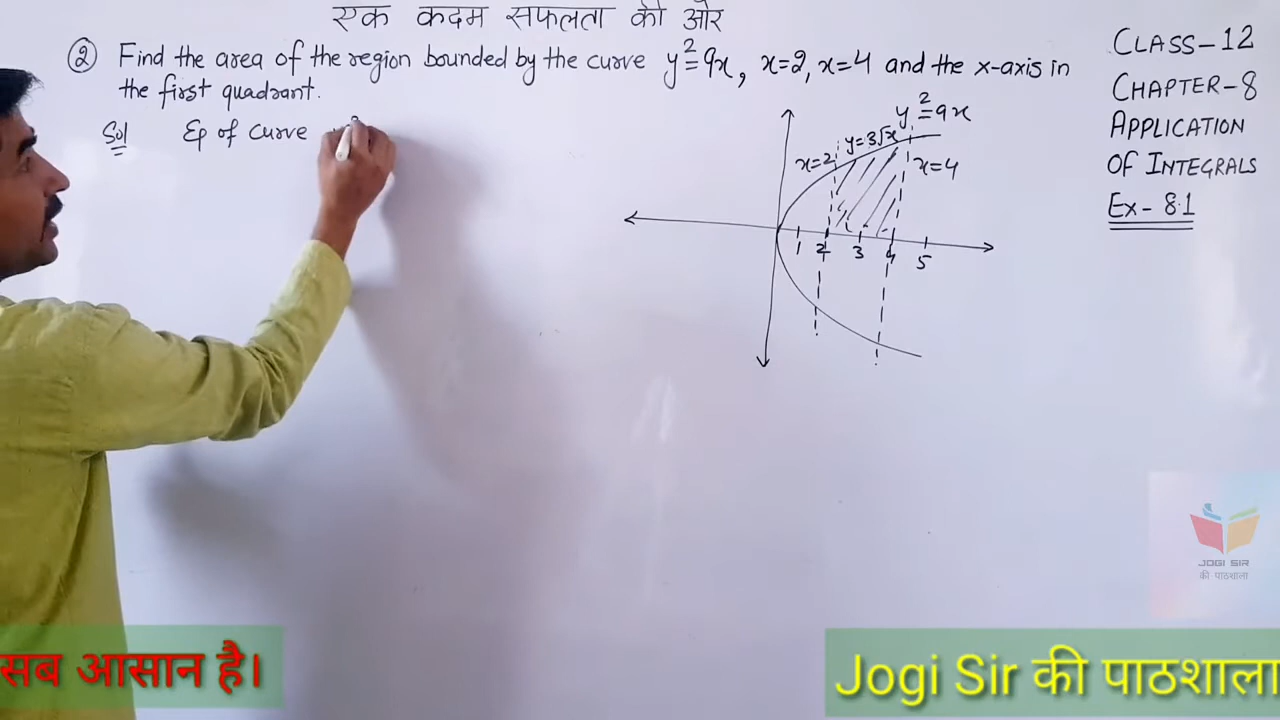 एक कदम सफलता की ओर
② Find the area of the region bounded by the curve y²=9x, x=2, x=4 and the x-axis in
the first quadrant.
Sol Eq of curve
y²=9x
y=3√x
x=2
x=4
1 2 3 4 5
CLASS-12
CHAPTER-8
APPLICATION
OF INTEGRALS
Ex-8.1
JOGI SIR
की पाठशाला
सब आसान है।
Jogi Sir की पाठशाला